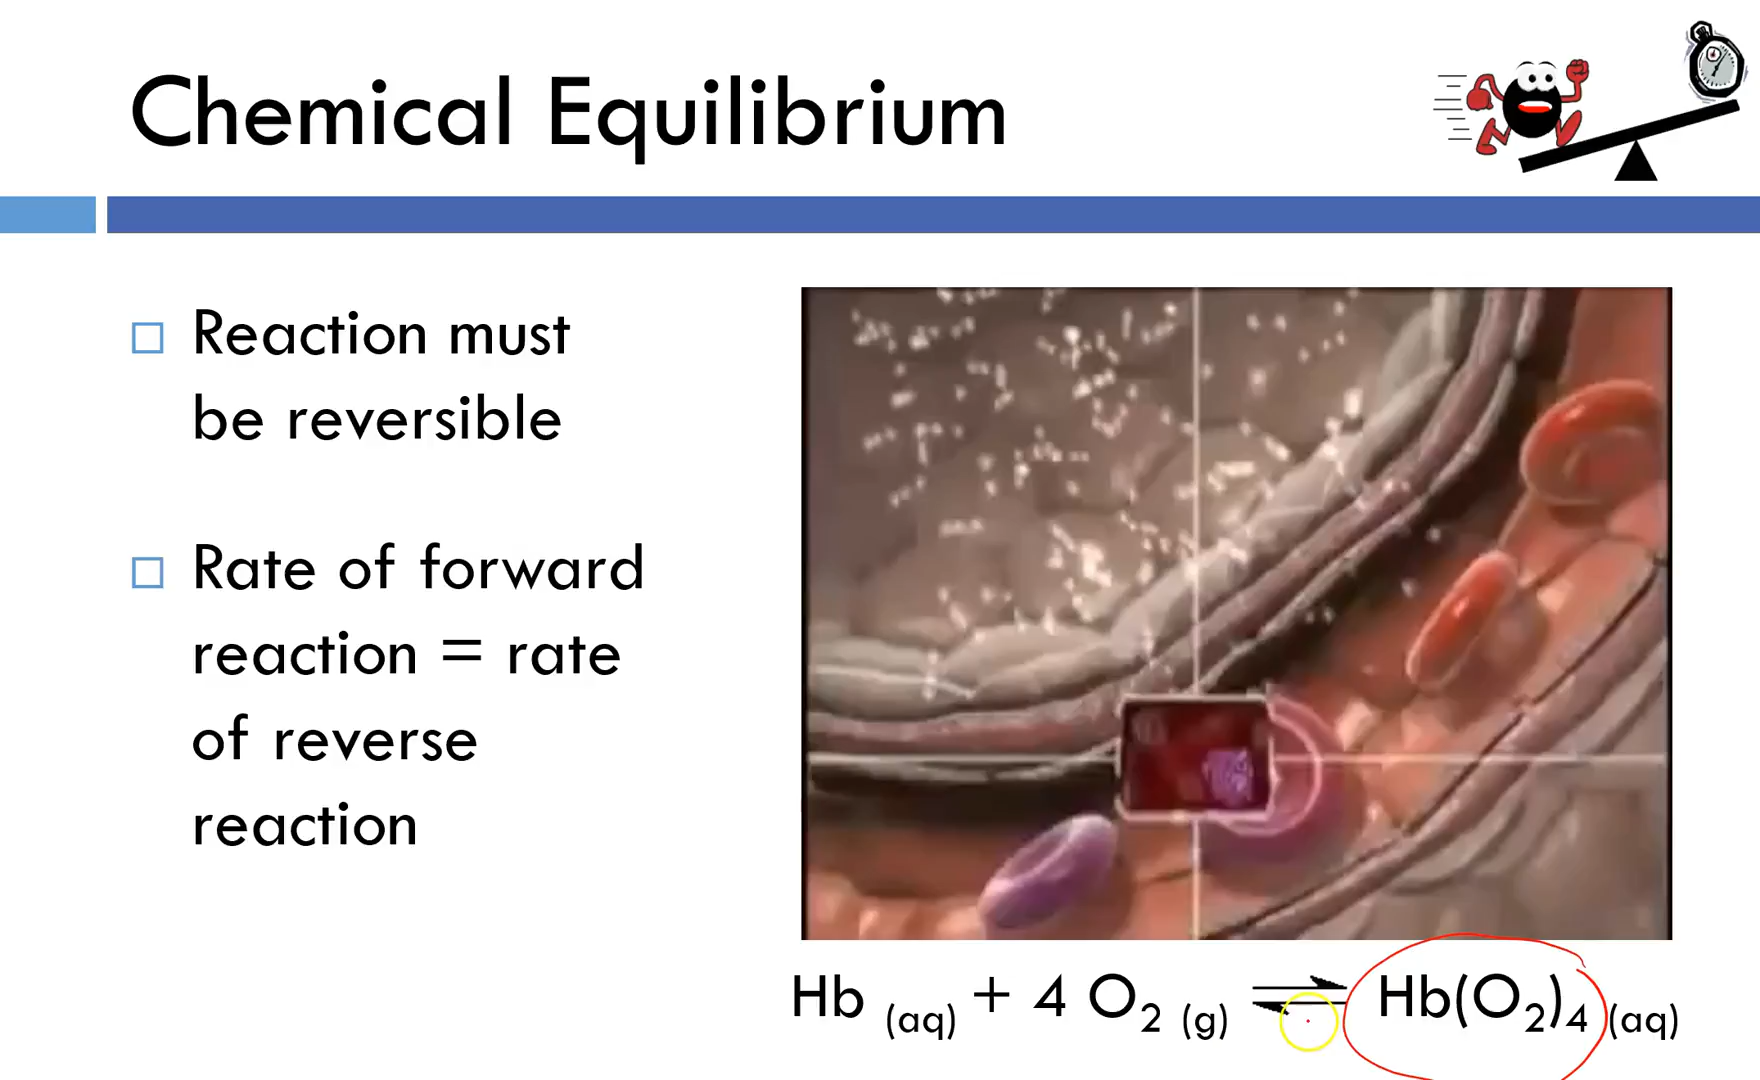 Chemical Equilibrium
Reaction must
be reversible
Rate of forward
reaction = rate
of reverse
reaction
Hb (aq) + 4 O₂ (g) ⇌ Hb(O₂)₄ (aq)